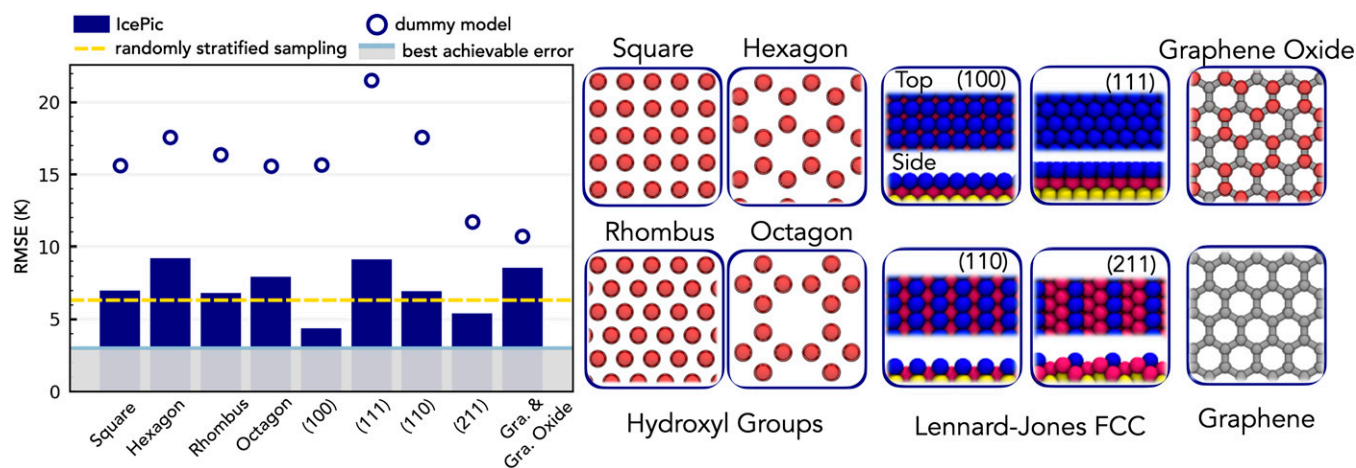 IcePic
dummy model
randomly stratified sampling
best achievable error
RMSE (K)
20
15
10
5
0
Square
Hexagon
Rhombus
Octagon
(100)
(111)
(110)
(211)
Gra. &
Gra. Oxide
Square
Hexagon
Graphene Oxide
Top
(100)
(111)
Side
Rhombus
Octagon
(110)
(211)
Hydroxyl Groups
Lennard-Jones FCC
Graphene